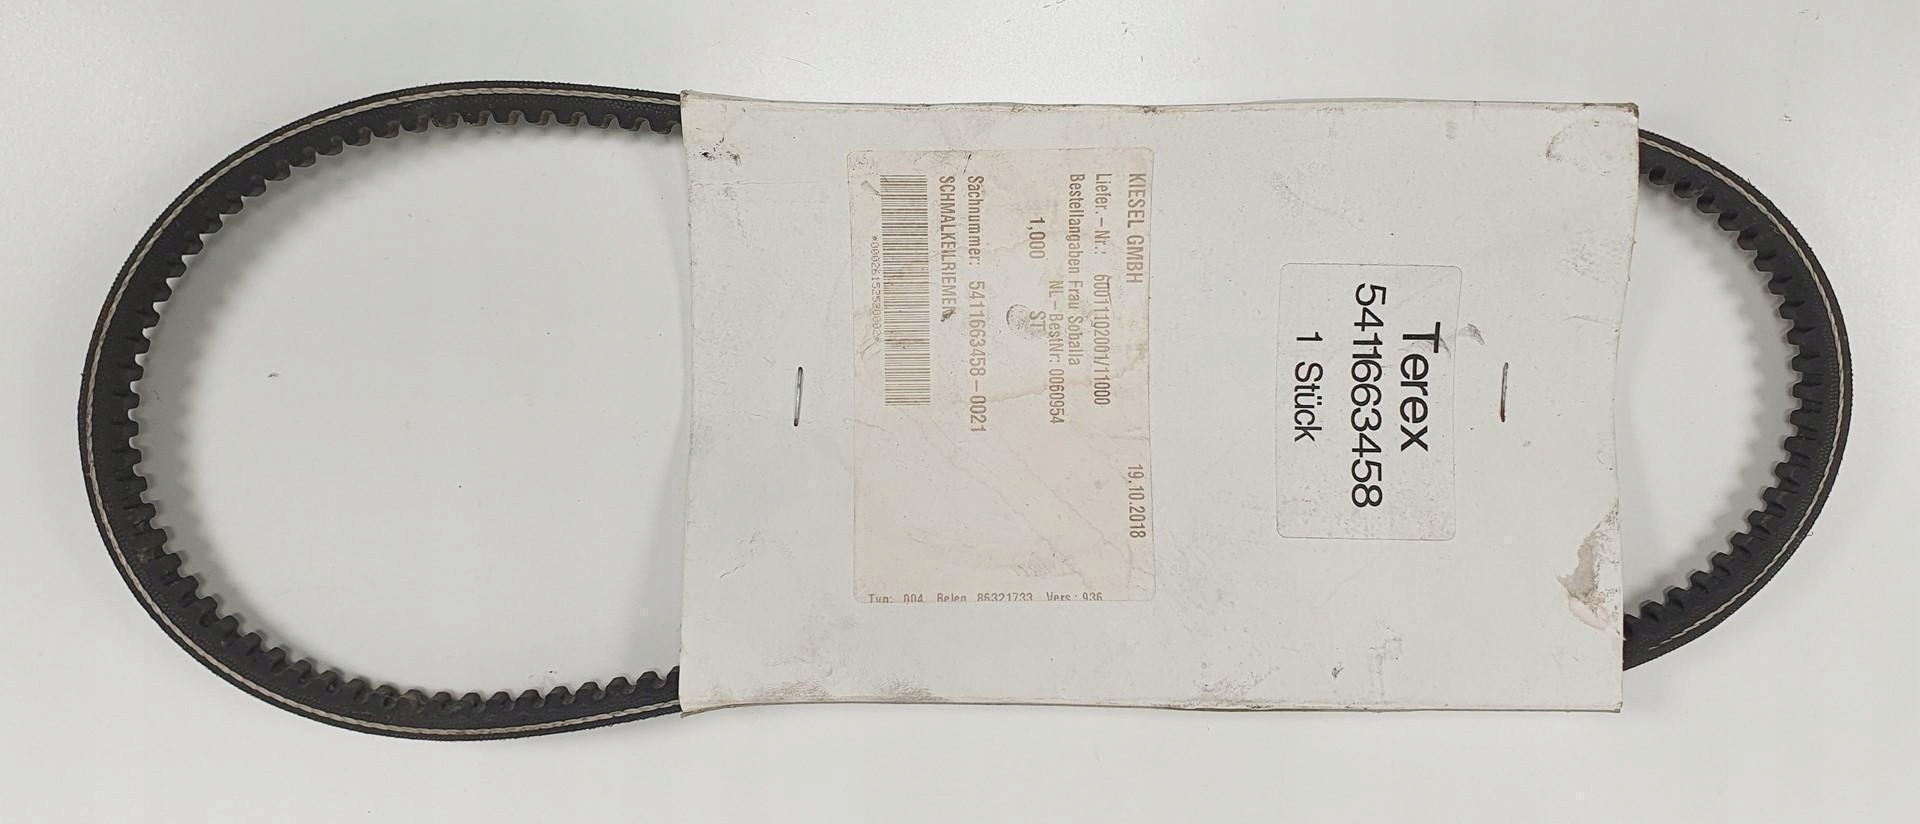 KIESEL GMBH 19.10.2018
Liefer.-Nr.: 60011102001/11000
Bestellangaben Frau Soballa
NL-BestNr: 0060954
1,000 ST
Sachnummer: 5411663458-0021
SCHMALKEILRIEMEN,
Typ: 004 Beleg 86321733 Vers: 936
Terex
5411663458
1 Stück